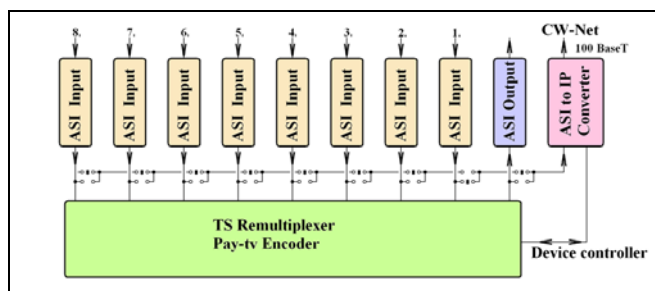 8. 7. 6. 5. 4. 3. 2. 1. CW-Net
100 BaseT
ASI Input
ASI Input
ASI Input
ASI Input
ASI Input
ASI Input
ASI Input
ASI Input
ASI Output
ASI to IP
Converter
TS Remultiplexer
Pay-tv Encoder
Device controller